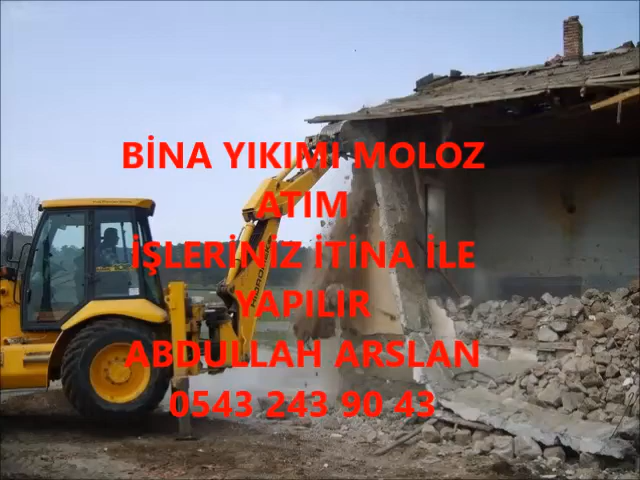 BİNA YIKIMI MOLOZ
ATIM
İŞLERİNİZ İTİNA İLE
YAPILIR
ABDULLAH ARSLAN
0543 243 90 43